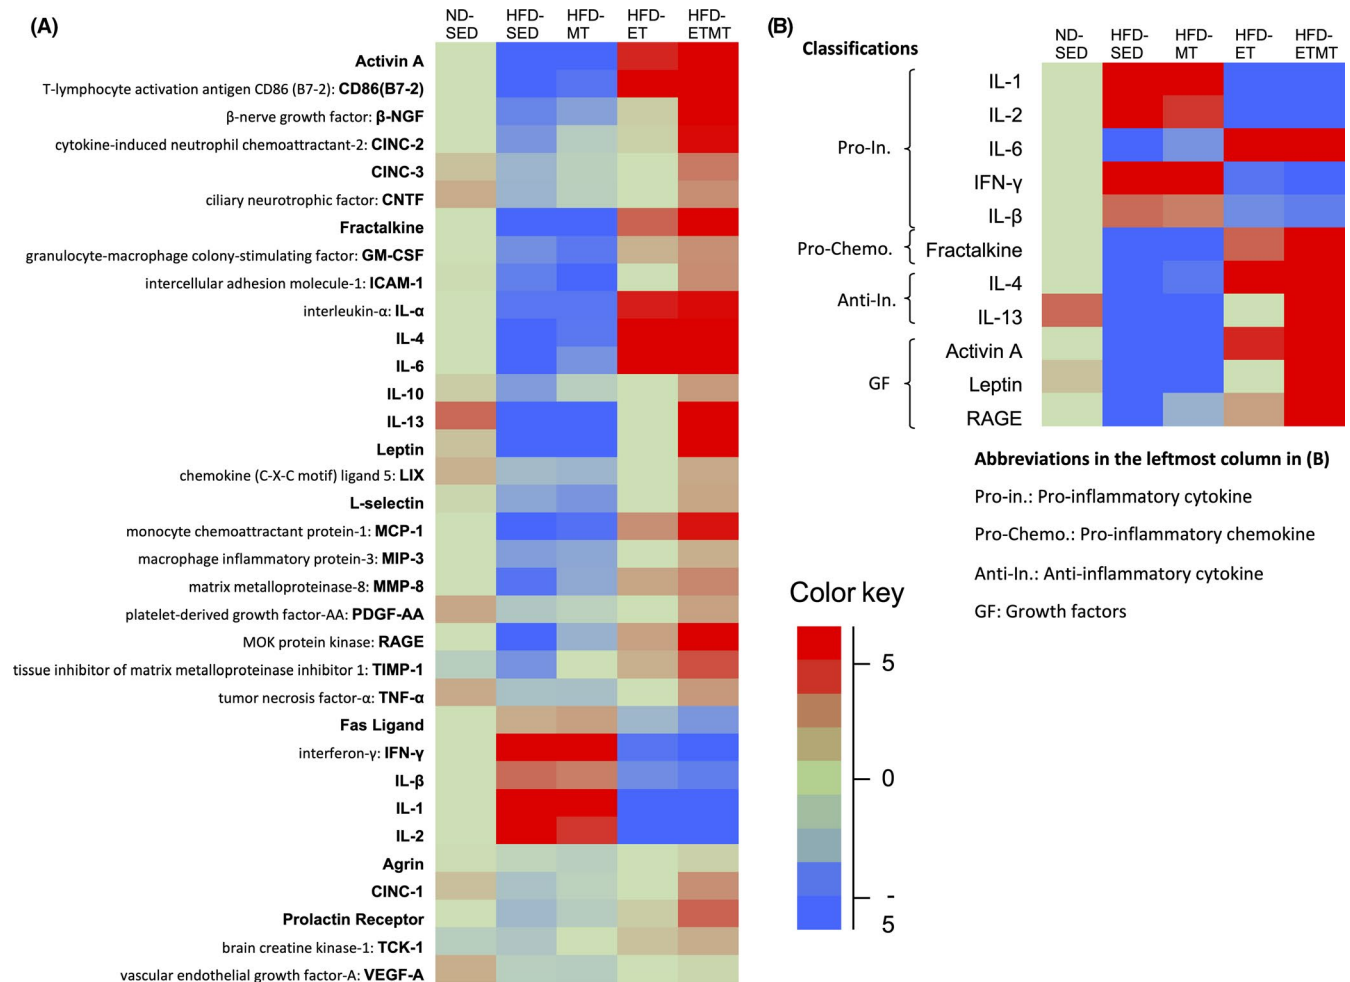 (A)
ND-SED HFD-SED HFD-MT HFD-ET HFD-ETMT
Activin A
T-lymphocyte activation antigen CD86 (B7-2): CD86(B7-2)
β-nerve growth factor: β-NGF
cytokine-induced neutrophil chemoattractant-2: CINC-2
CINC-3
ciliary neurotrophic factor: CNTF
Fractalkine
granulocyte-macrophage colony-stimulating factor: GM-CSF
intercellular adhesion molecule-1: ICAM-1
interleukin-α: IL-α
IL-4
IL-6
IL-10
IL-13
Leptin
chemokine (C-X-C motif) ligand 5: LIX
L-selectin
monocyte chemoattractant protein-1: MCP-1
macrophage inflammatory protein-3: MIP-3
matrix metalloproteinase-8: MMP-8
platelet-derived growth factor-AA: PDGF-AA
MOK protein kinase: RAGE
tissue inhibitor of matrix metalloproteinase inhibitor 1: TIMP-1
tumor necrosis factor-α: TNF-α
Fas Ligand
interferon-γ: IFN-γ
IL-β
IL-1
IL-2
Agrin
CINC-1
Prolactin Receptor
brain creatine kinase-1: TCK-1
vascular endothelial growth factor-A: VEGF-A
(B)
Classifications
ND-SED HFD-SED HFD-MT HFD-ET HFD-ETMT
Pro-In.
IL-1
IL-2
IL-6
IFN-γ
IL-β
Pro-Chemo.
Fractalkine
Anti-In.
IL-4
IL-13
GF
Activin A
Leptin
RAGE
Abbreviations in the leftmost column in (B)
Pro-in.: Pro-inflammatory cytokine
Pro-Chemo.: Pro-inflammatory chemokine
Anti-In.: Anti-inflammatory cytokine
GF: Growth factors
Color key
5
0
-
5